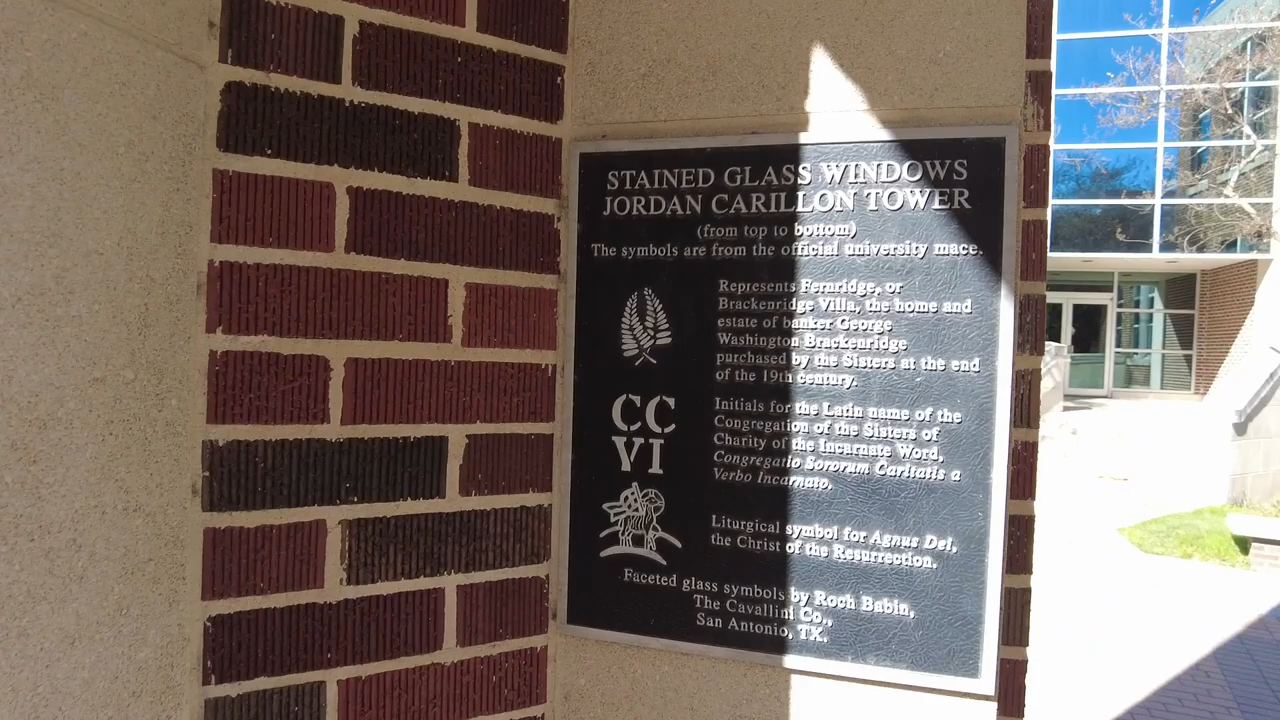 STAINED GLASS WINDOWS
JORDAN CARILLON TOWER
(from top to bottom)
The symbols are from the official university mace.
Represents Fernridge, or
Brackenridge Villa, the home and
estate of banker George
Washington Brackenridge
purchased by the Sisters at the end
of the 19th century.
CC
VI
Initials for the Latin name of the
Congregation of the Sisters of
Charity of the Incarnate Word,
Congregatio Sororum Caritatis a
Verbo Incarnato.
Liturgical symbol for Agnus Dei,
the Christ of the Resurrection.
Faceted glass symbols by Roch Babin,
The Cavallini Co.,
San Antonio, TX.